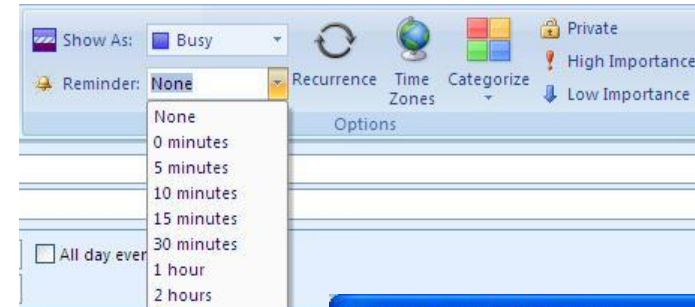 Show As: Busy
Reminder: None
Recurrence
Time Zones
Categorize
Private
High Importance
Low Importance
Options
None
0 minutes
5 minutes
10 minutes
15 minutes
30 minutes
1 hour
2 hours
All day ever